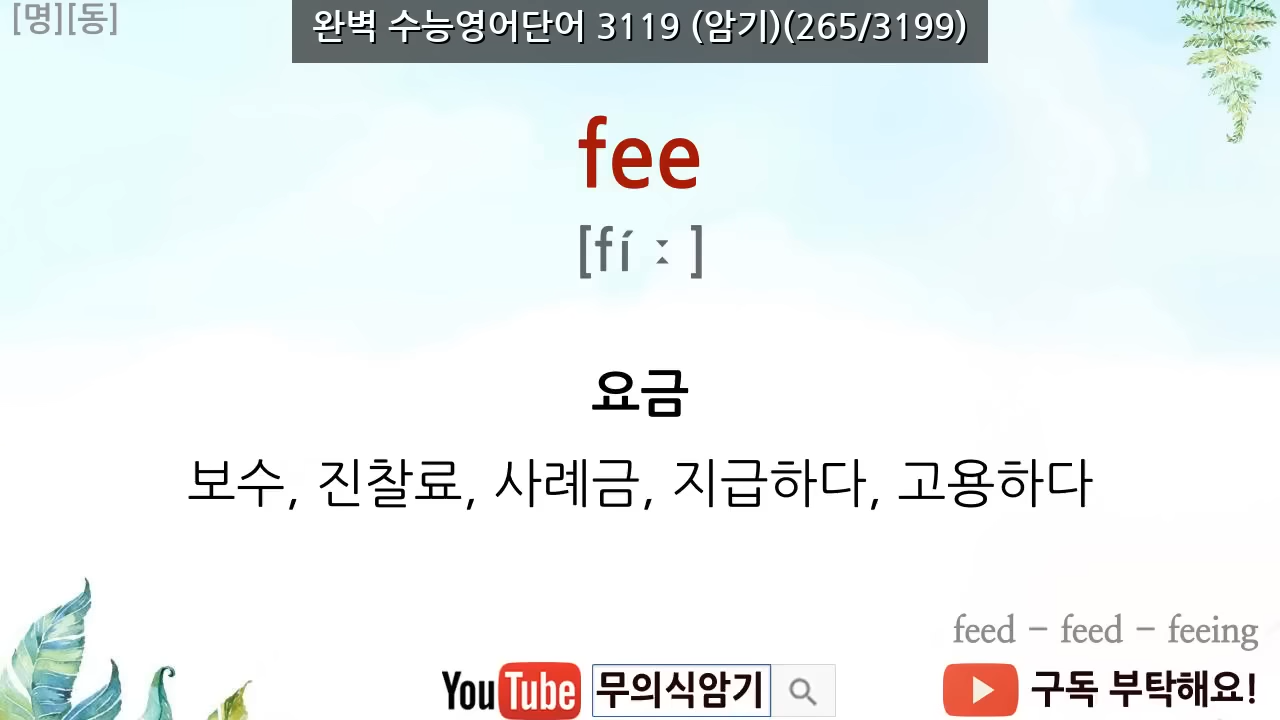 [명][동]
완벽 수능영어단어 3119 (암기)(265/3199)
fee
[fíː]
요금
보수, 진찰료, 사례금, 지급하다, 고용하다
feed - feed - feeing
YouTube 무의식암기
구독 부탁해요!